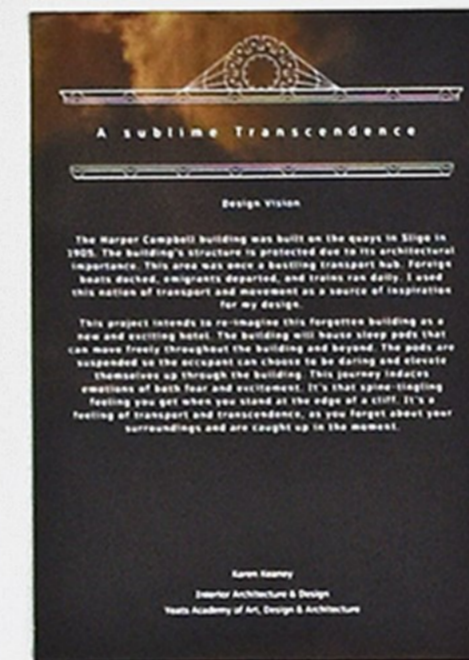 A sublime Transcendence
Design Vision
The Harper Campbell building was built on the quays in Sligo in
1905. The building's structure is protected due to its architectural
importance. This area was once a bustling transport hub. Foreign
boats docked, emigrants departed, and trains ran daily. I used
this notion of transport and movement as a source of inspiration
for my design.
This project intends to re-imagine this forgotten building as a
new and exciting hotel. The building will house sleep pods that
can move freely throughout the building and beyond. The pods are
suspended so the occupant can choose to be daring and elevate
themselves up through the building. This journey induces
emotions of both fear and excitement. It's that spine-tingling
feeling you get when you stand at the edge of a cliff. It's a
feeling of transport and transcendence, as you forget about your
surroundings and are caught up in the moment.
Karen Keaney
Interior Architecture & Design
Yeats Academy of Art, Design & Architecture